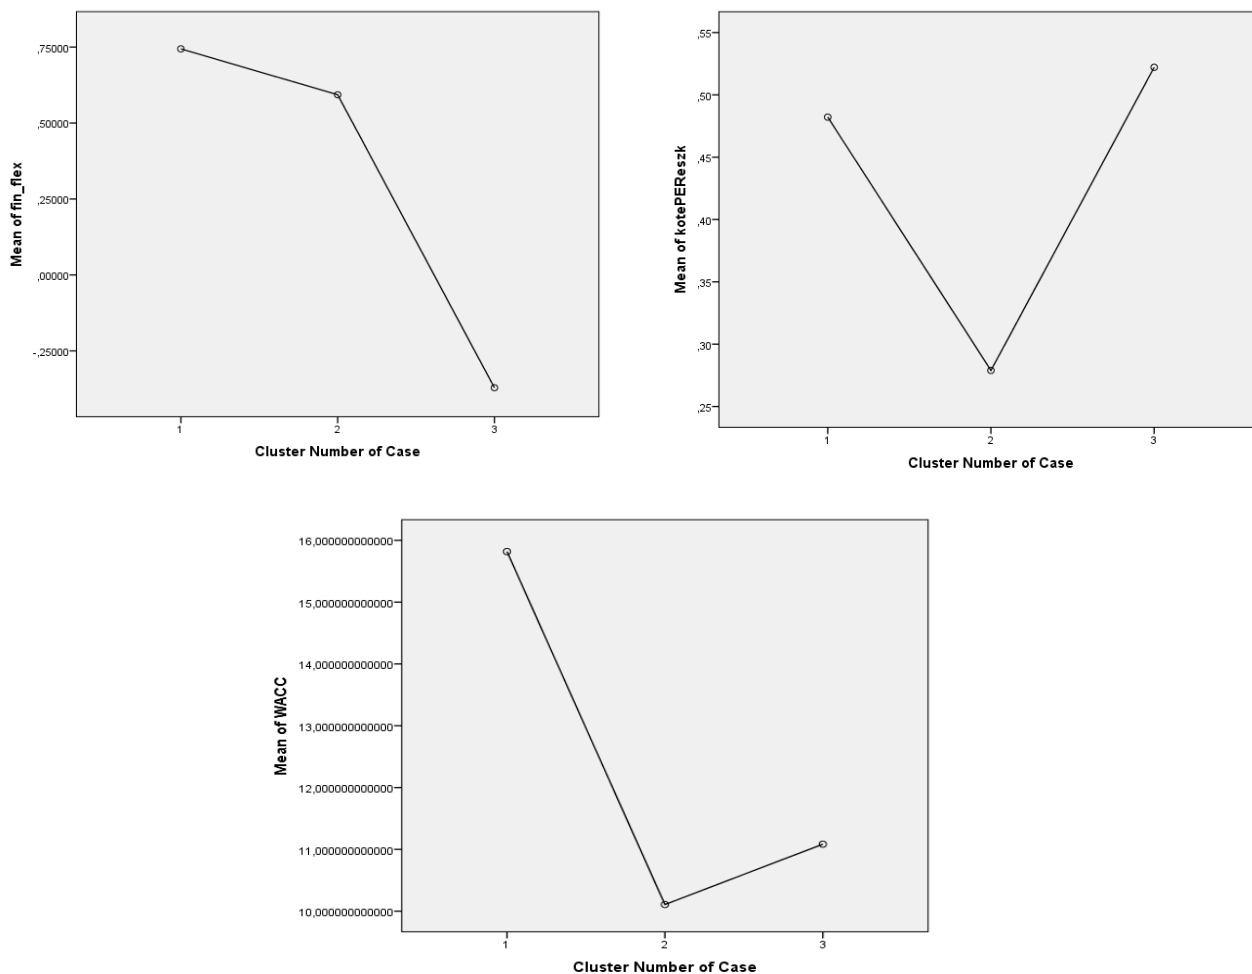 Mean of fin_flex
,75000
,50000
,25000
,00000
-,25000
1 2 3
Cluster Number of Case
Mean of kotePEReszk
,55
,50
,45
,40
,35
,30
,25
1 2 3
Cluster Number of Case
Mean of WACC
16,000000000000
15,000000000000
14,000000000000
13,000000000000
12,000000000000
11,000000000000
10,000000000000
1 2 3
Cluster Number of Case